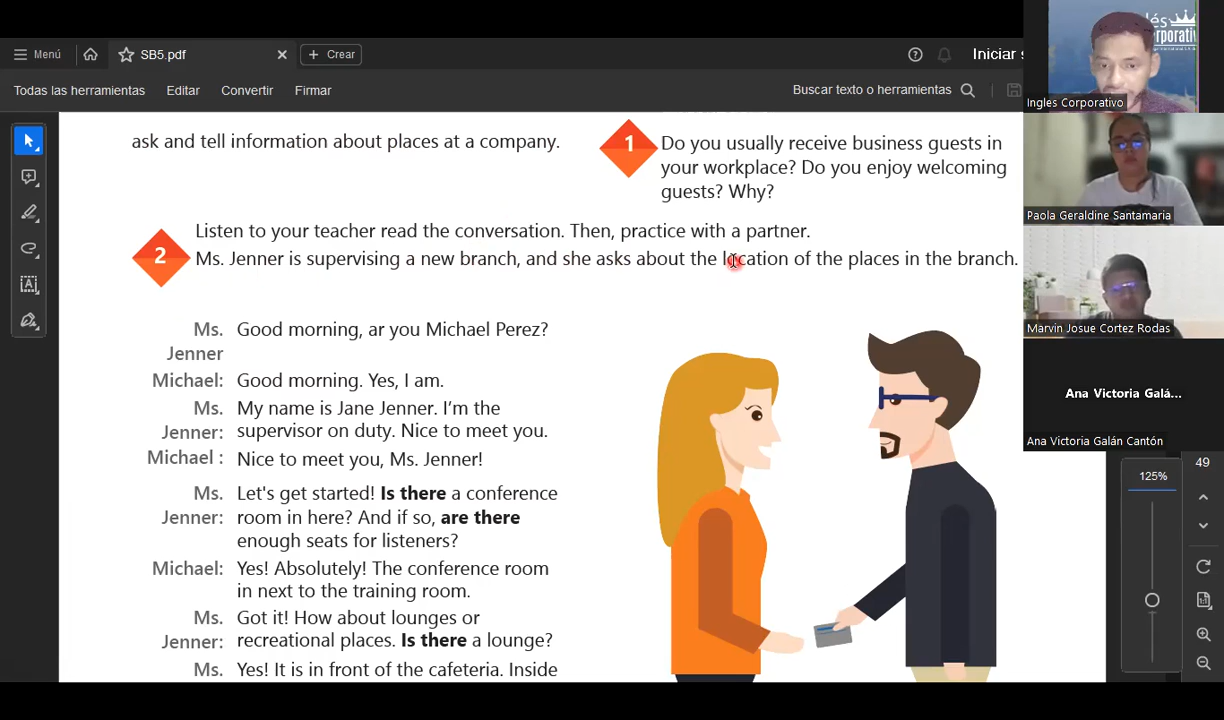 Menú
SB5.pdf
Crear
Iniciar s
Todas las herramientas
Editar
Convertir
Firmar
Buscar texto o herramientas
ask and tell information about places at a company.
1
Do you usually receive business guests in
your workplace? Do you enjoy welcoming
guests? Why?
2
Listen to your teacher read the conversation. Then, practice with a partner.
Ms. Jenner is supervising a new branch, and she asks about the location of the places in the branch.
Ms. Good morning, ar you Michael Perez?
Jenner
Michael: Good morning. Yes, I am.
Ms. My name is Jane Jenner. I'm the
Jenner: supervisor on duty. Nice to meet you.
Michael : Nice to meet you, Ms. Jenner!
Ms. Let's get started! Is there a conference
Jenner: room in here? And if so, are there
enough seats for listeners?
Michael: Yes! Absolutely! The conference room
in next to the training room.
Ms. Got it! How about lounges or
Jenner: recreational places. Is there a lounge?
Ms. Yes! It is in front of the cafeteria. Inside
Ingles Corporativo
Paola Geraldine Santamaria
Marvin Josue Cortez Rodas
Ana Victoria Galá...
Ana Victoria Galán Cantón
125%
49